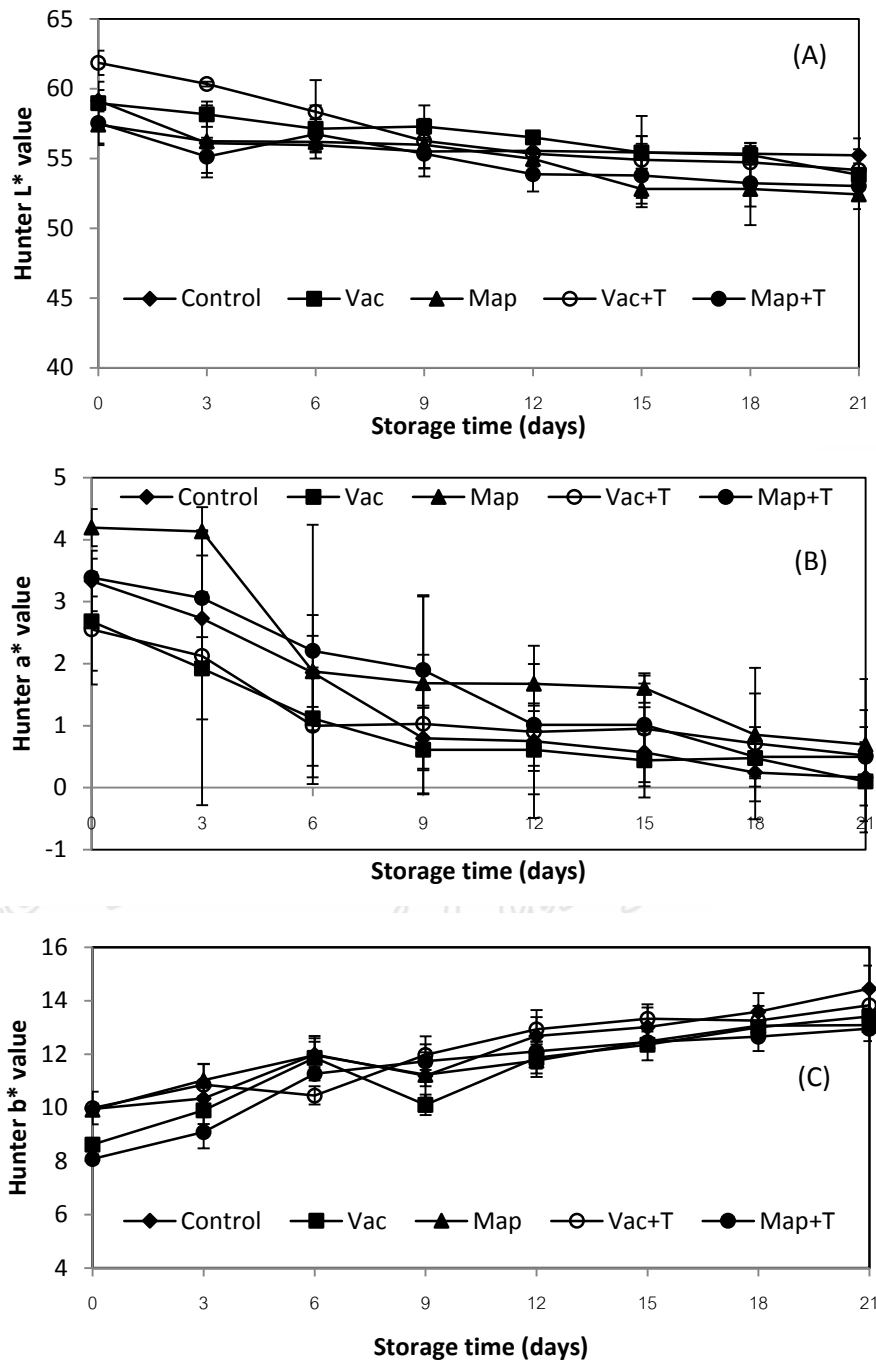 65
60
55
50
45
40
Hunter L* value
(A)
Control Vac Map Vac+T Map+T
0 3 6 9 12 15 18 21
Storage time (days)
5
4
3
2
1
0
-1
Hunter a* value
Control Vac Map Vac+T Map+T
(B)
0 3 6 9 12 15 18 21
Storage time (days)
16
14
12
10
8
6
4
Hunter b* value
(C)
Control Vac Map Vac+T Map+T
0 3 6 9 12 15 18 21
Storage time (days)